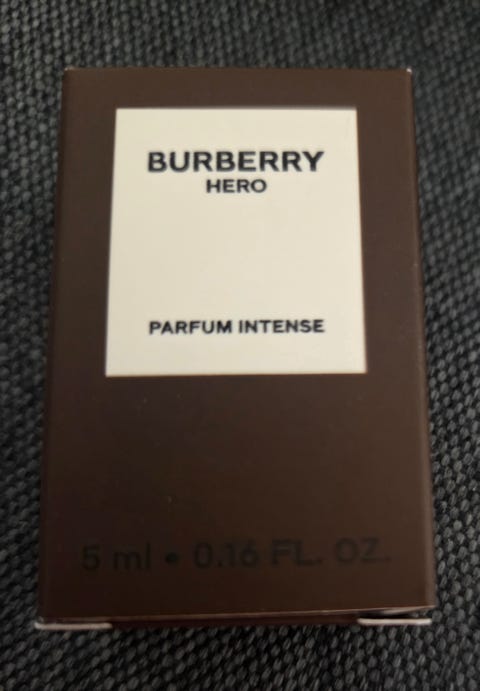 BURBERRY
HERO
PARFUM INTENSE
5 ml • 0.16 FL. OZ.